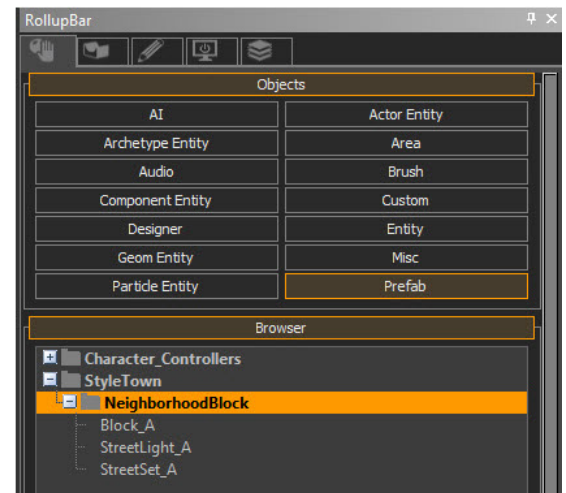 RollupBar
Objects
AI Actor Entity
Archetype Entity Area
Audio Brush
Component Entity Custom
Designer Entity
Geom Entity Misc
Particle Entity Prefab
Browser
Character_Controllers
StyleTown
NeighborhoodBlock
Block_A
StreetLight_A
StreetSet_A